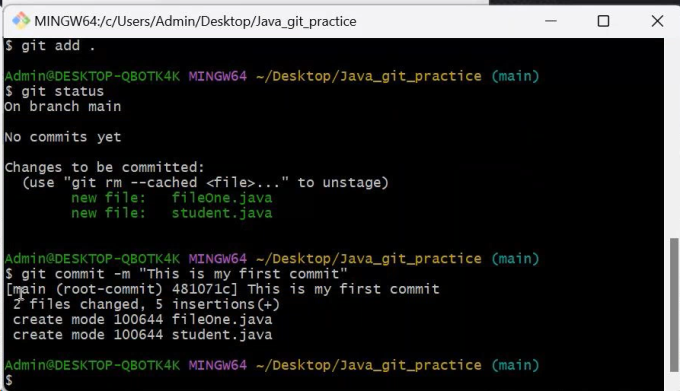 MINGW64:/c/Users/Admin/Desktop/Java_git_practice
$ git add .
Admin@DESKTOP-QBOTK4K MINGW64 ~/Desktop/Java_git_practice (main)
$ git status
On branch main
No commits yet
Changes to be committed:
(use "git rm --cached <file>..." to unstage)
new file:   fileOne.java
new file:   student.java
Admin@DESKTOP-QBOTK4K MINGW64 ~/Desktop/Java_git_practice (main)
$ git commit -m "This is my first commit"
[main (root-commit) 481071c] This is my first commit
2 files changed, 5 insertions(+)
create mode 100644 fileOne.java
create mode 100644 student.java
Admin@DESKTOP-QBOTK4K MINGW64 ~/Desktop/Java_git_practice (main)
$